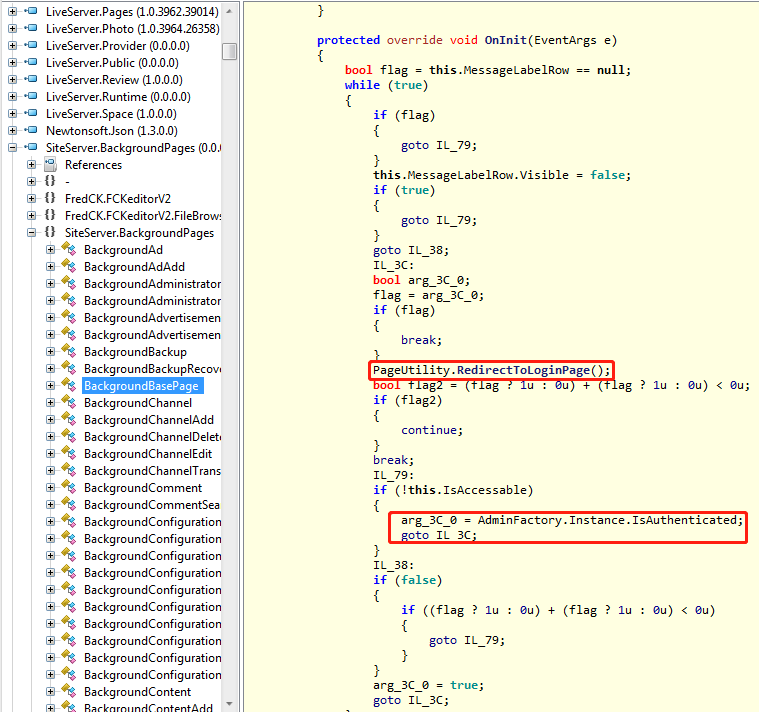 LiveServer.Pages (1.0.3962.39014)
LiveServer.Photo (1.0.3964.26358)
LiveServer.Provider (0.0.0.0)
LiveServer.Public (0.0.0.0)
LiveServer.Review (1.0.0.0)
LiveServer.Runtime (0.0.0.0)
LiveServer.Space (1.0.0.0)
Newtonsoft.Json (1.3.0.0)
SiteServer.BackgroundPages (0.0.
References
{} -
{} FredCK.FCKeditorV2
{} FredCK.FCKeditorV2.FileBrows
{} SiteServer.BackgroundPages
BackgroundAd
BackgroundAdAdd
BackgroundAdministrator
BackgroundAdministrator
BackgroundAdvertisemen
BackgroundAdvertisemen
BackgroundBackup
BackgroundBackupRecov
BackgroundBasePage
BackgroundChannel
BackgroundChannelAdd
BackgroundChannelDelet
BackgroundChannelEdit
BackgroundChannelTrans
BackgroundComment
BackgroundCommentSea
BackgroundConfiguration
BackgroundConfiguration
BackgroundConfiguration
BackgroundConfiguration
BackgroundConfiguration
BackgroundConfiguration
BackgroundConfiguration
BackgroundConfiguration
BackgroundConfiguration
BackgroundConfiguration
BackgroundContent
BackgroundContentAdd
}
protected override void OnInit(EventArgs e)
{
bool flag = this.MessageLabelRow == null;
while (true)
{
if (flag)
{
goto IL_79;
}
this.MessageLabelRow.Visible = false;
if (true)
{
goto IL_79;
}
goto IL_38;
IL_3C:
bool arg_3C_0;
flag = arg_3C_0;
if (flag)
{
break;
}
PageUtility.RedirectToLoginPage();
bool flag2 = (flag ? 1u : 0u) + (flag ? 1u : 0u) < 0u;
if (flag2)
{
continue;
}
break;
IL_79:
if (!this.IsAccessable)
{
arg_3C_0 = AdminFactory.Instance.IsAuthenticated;
goto IL_3C;
}
IL_38:
if (false)
{
if ((flag ? 1u : 0u) + (flag ? 1u : 0u) < 0u)
{
goto IL_79;
}
}
arg_3C_0 = true;
goto IL_3C;